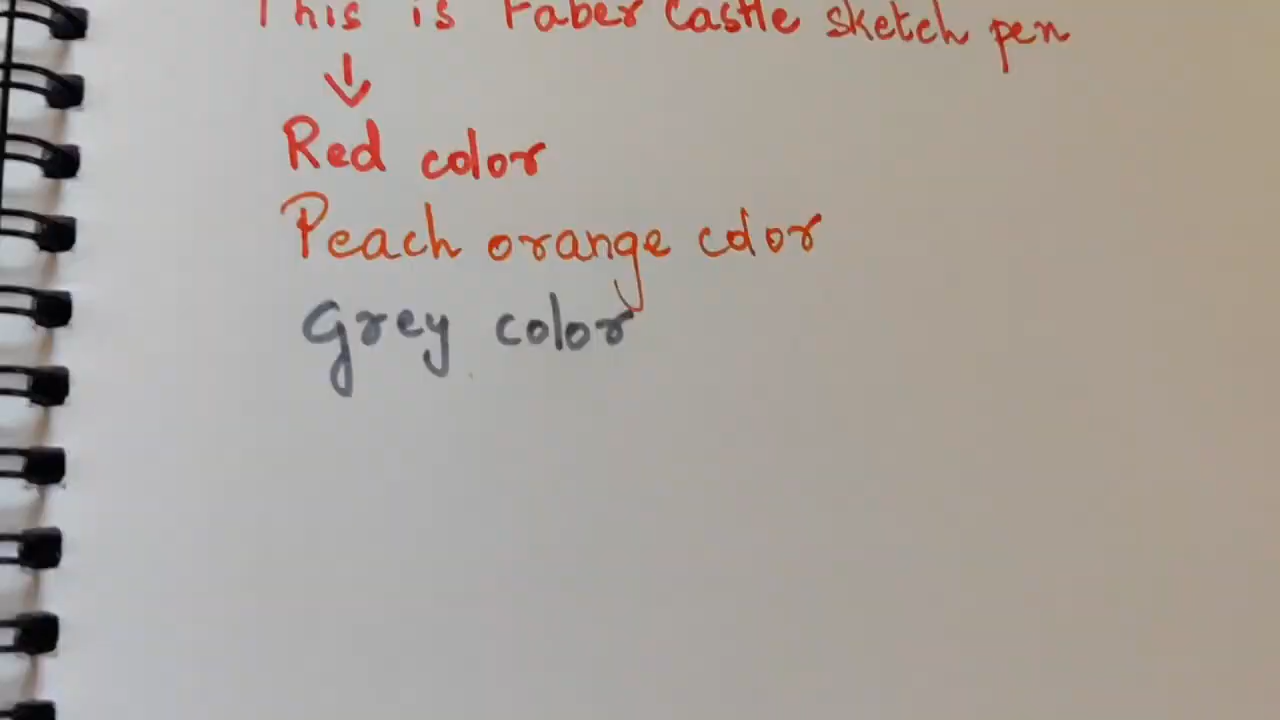 This is Faber Castle sketch pen
↓
Red color
Peach orange color
Grey color